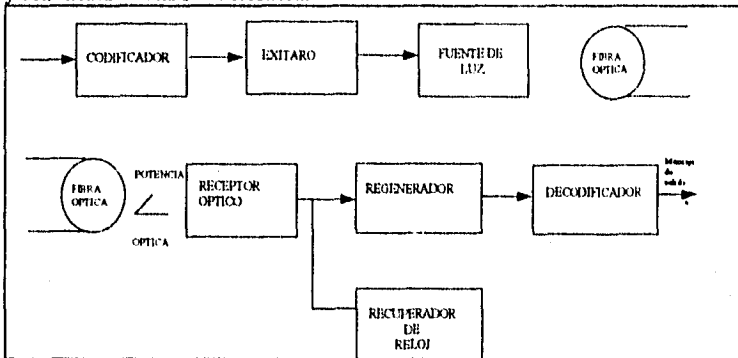 CODIFICADOR
EXITARO
FUENTE DE
LUZ
FIBRA
OPTICA
FIBRA
OPTICA
POTENCIA
OPTICA
RECEPTOR
OPTICO
REGENERADOR
DECODIFICADOR
RECUPERADOR
DE
RELOJ